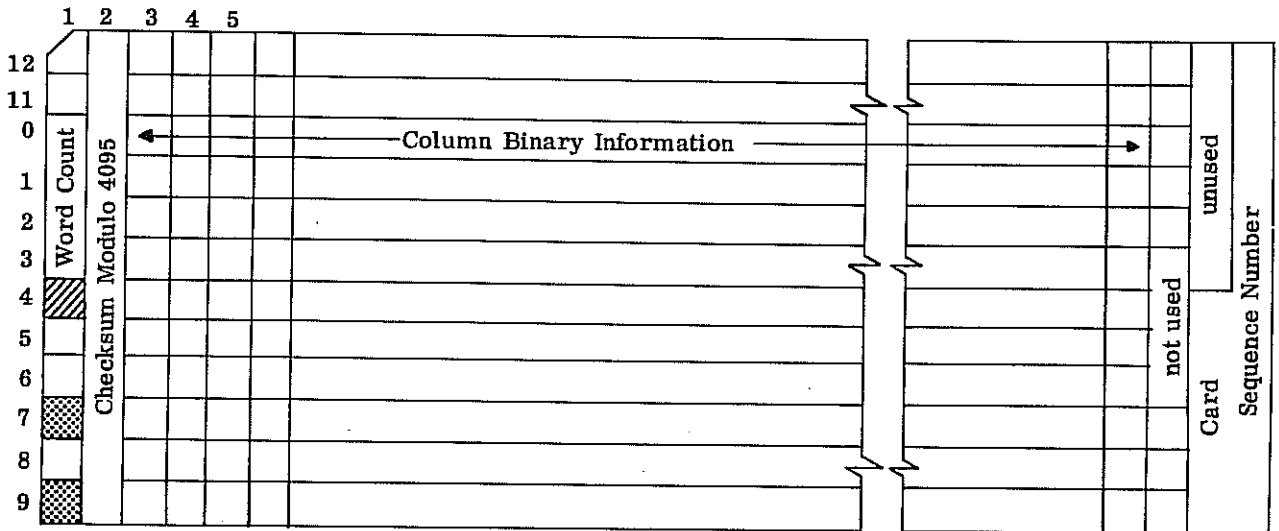 1 2 3 4 5
12
11
0
1
2
3
4
5
6
7
8
9
Word Count
Checksum Modulo 4095
Column Binary Information
not used
unused
Card
Sequence Number